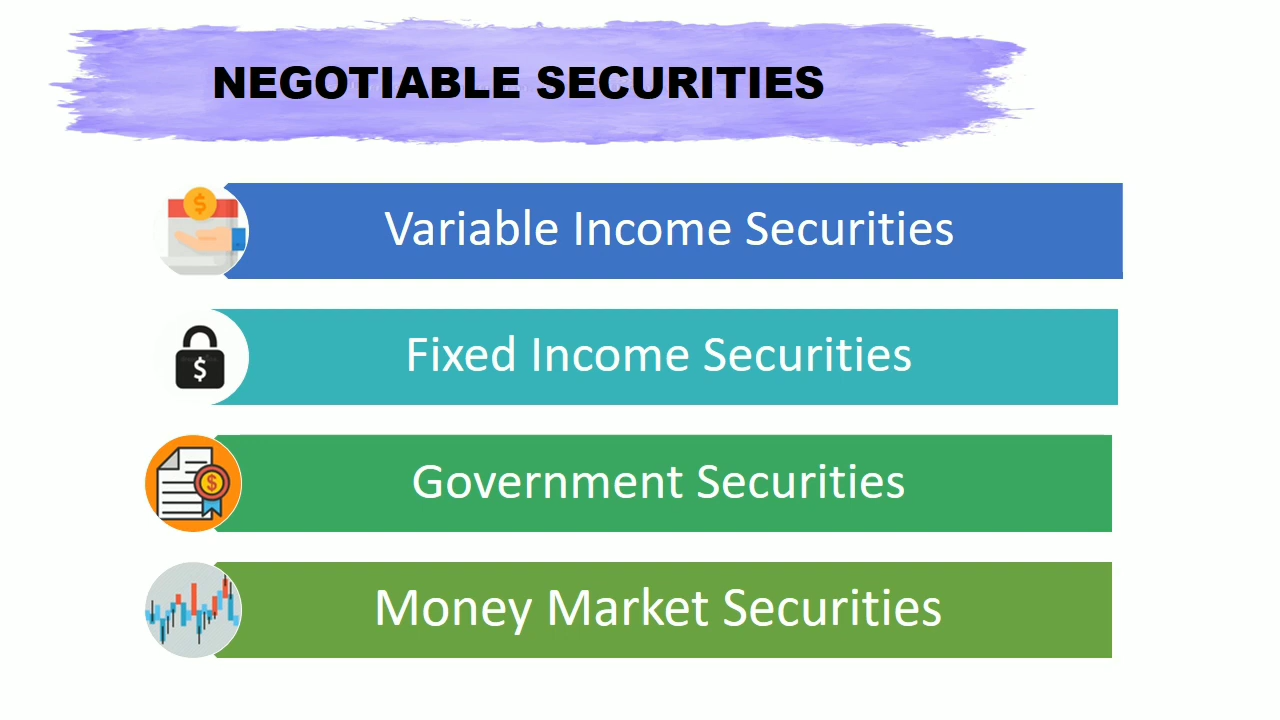 NEGOTIABLE SECURITIES
Variable Income Securities
$
Fixed Income Securities
$
Government Securities
$
Money Market Securities